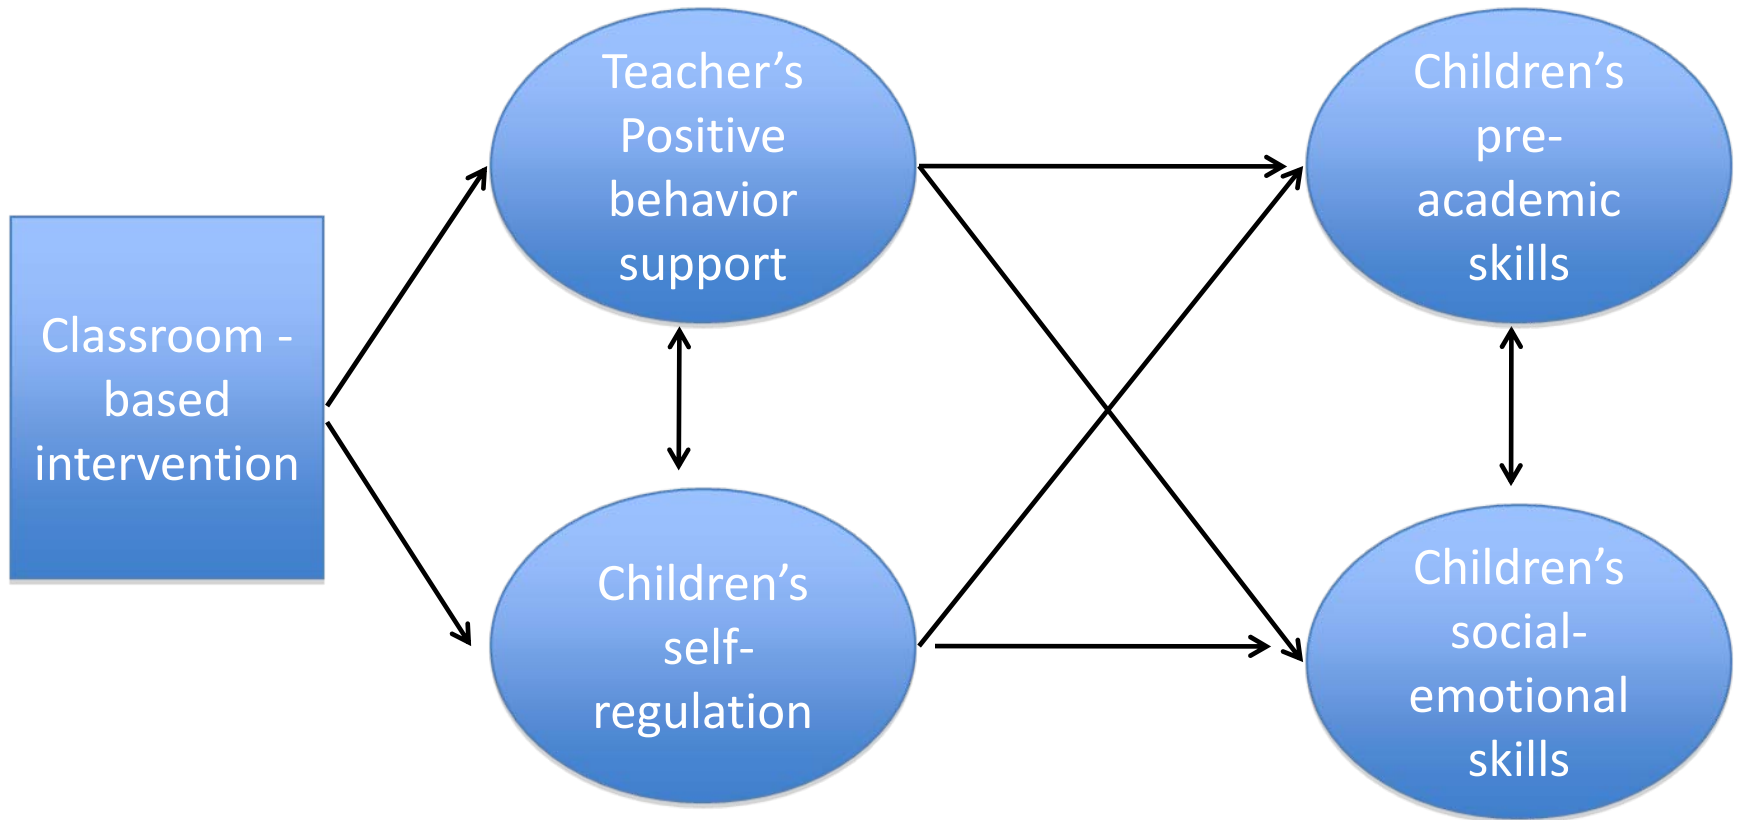 Teacher’s
Positive
behavior
support
Children’s
pre-
academic
skills
Classroom -
based
intervention
Children’s
self-
regulation
Children’s
social-
emotional
skills